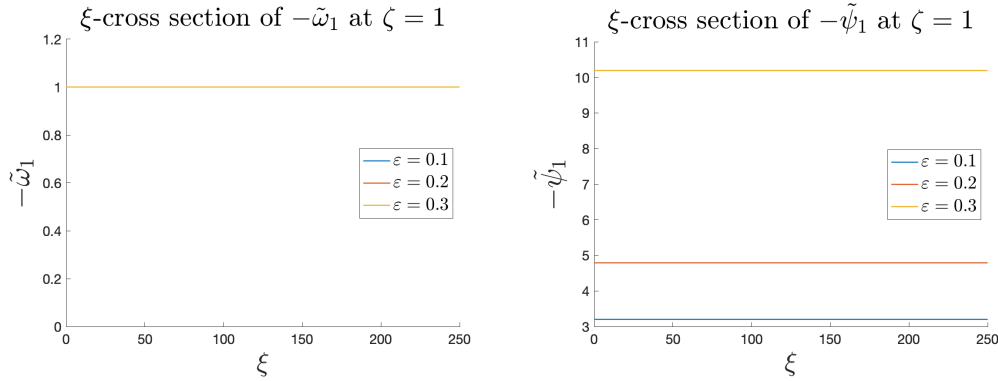 ξ-cross section of −ω̃₁ at ζ = 1
1.2
1
0.8
0.6
0.4
0.2
0
−ω̃₁
0 50 100 150 200 250
ξ
ε = 0.1
ε = 0.2
ε = 0.3
ξ-cross section of −ψ̃₁ at ζ = 1
11
10
9
8
7
6
5
4
3
−ψ̃₁
0 50 100 150 200 250
ξ
ε = 0.1
ε = 0.2
ε = 0.3